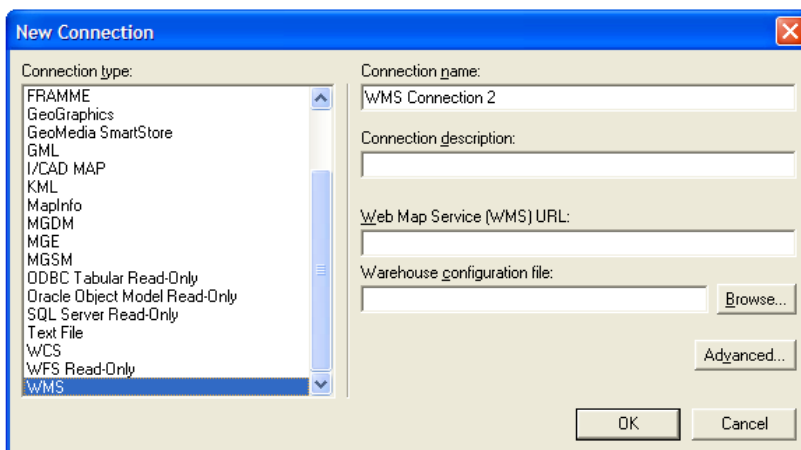 New Connection
Connection type:
FRAMME
GeoGraphics
GeoMedia SmartStore
GML
I/CAD MAP
KML
MapInfo
MGDM
MGE
MGSM
ODBC Tabular Read-Only
Oracle Object Model Read-Only
SQL Server Read-Only
Text File
WCS
WFS Read-Only
WMS
Connection name:
WMS Connection 2
Connection description:
Web Map Service (WMS) URL:
Warehouse configuration file:
Browse...
Advanced...
OK
Cancel